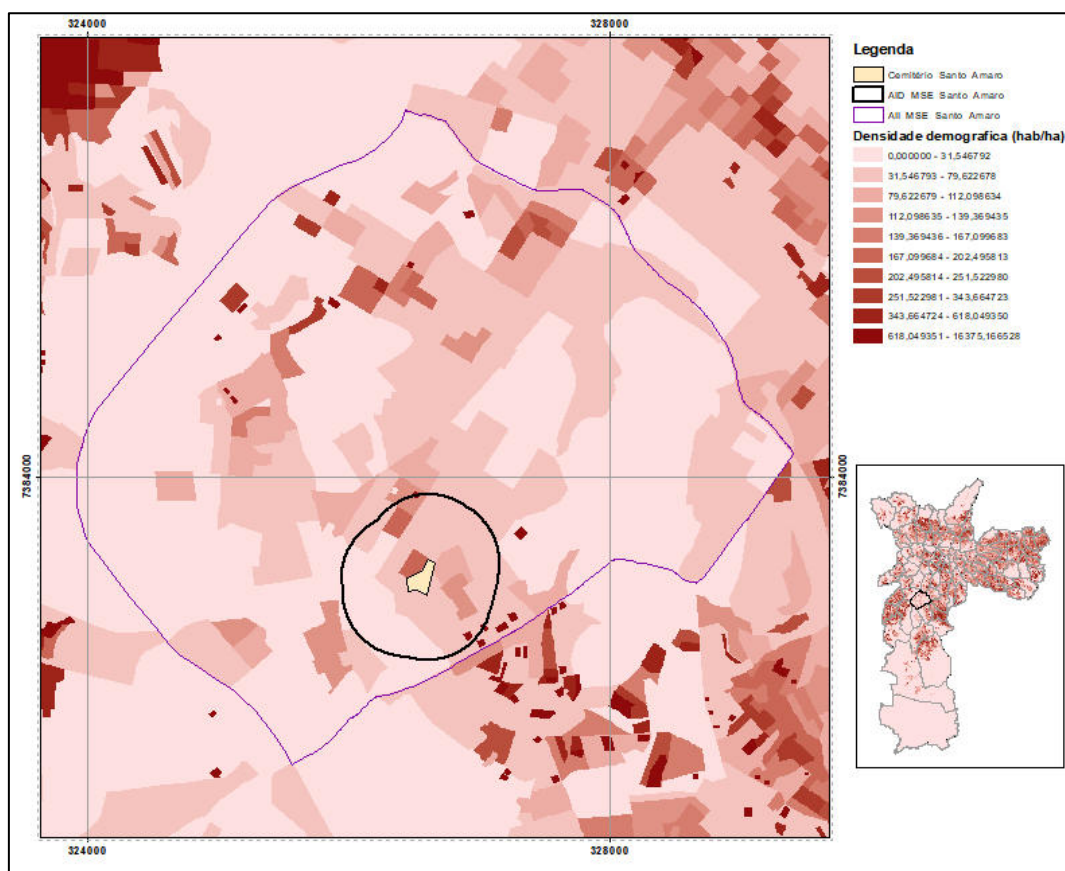 324000 328000
Legenda
Cemitério Santo Amaro
AID MSE Santo Amaro
AII MSE Santo Amaro
Densidade demografica (hab/ha)
0,000000 - 31,546792
31,546793 - 79,622678
79,622679 - 112,098634
112,098635 - 139,369435
139,369436 - 167,099683
167,099684 - 202,495813
202,495814 - 251,522980
251,522981 - 343,664723
343,664724 - 618,049350
618,049351 - 16375,166528
7384000
7384000
324000 328000